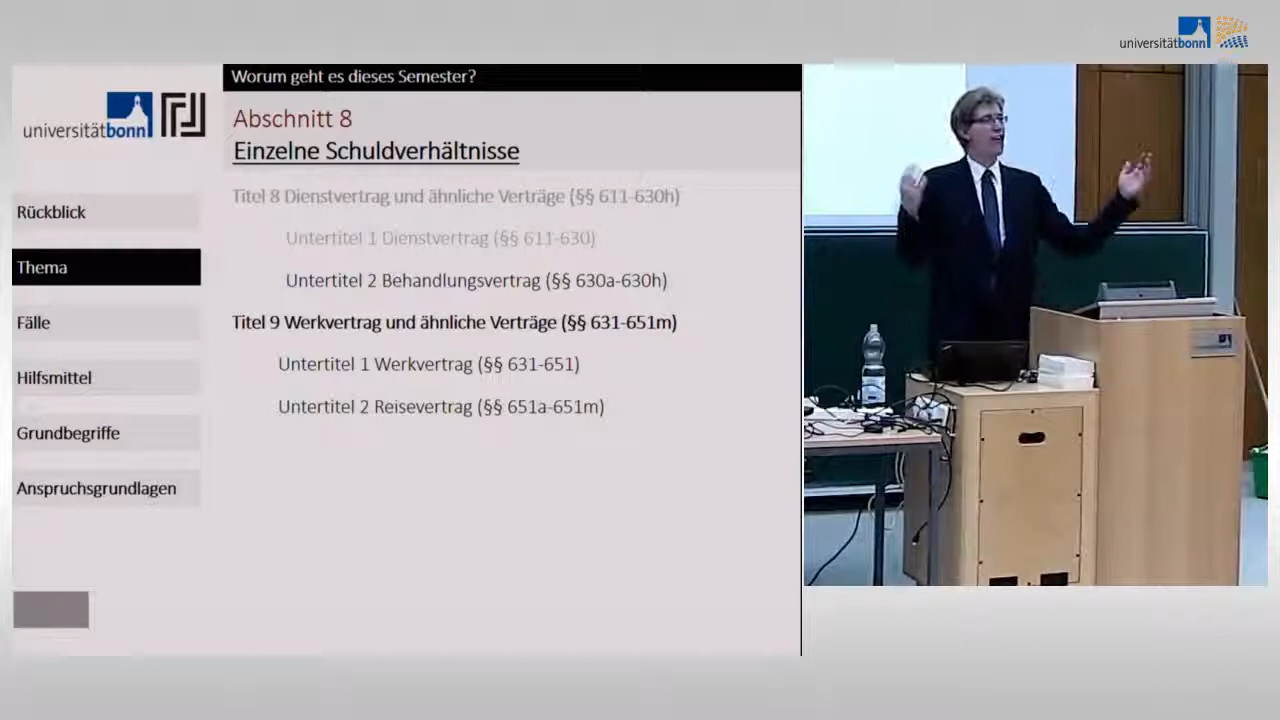 universitätbonn
Worum geht es dieses Semester?
universitätbonn
Abschnitt 8
Einzelne Schuldverhältnisse
Rückblick
Thema
Fälle
Hilfsmittel
Grundbegriffe
Anspruchsgrundlagen
Titel 8 Dienstvertrag und ähnliche Verträge (§§ 611-630h)
Untertitel 1 Dienstvertrag (§§ 611-630)
Untertitel 2 Behandlungsvertrag (§§ 630a-630h)
Titel 9 Werkvertrag und ähnliche Verträge (§§ 631-651m)
Untertitel 1 Werkvertrag (§§ 631-651)
Untertitel 2 Reisevertrag (§§ 651a-651m)